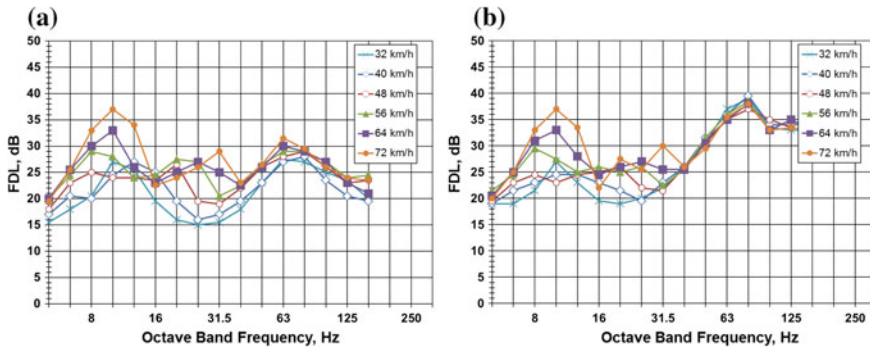 (a)
50
45
40
35
30
25
20
15
10
5
0
FDL, dB
8 16 31.5 63 125 250
Octave Band Frequency, Hz
32 km/h
40 km/h
48 km/h
56 km/h
64 km/h
72 km/h
(b)
50
45
40
35
30
25
20
15
10
5
0
FDL, dB
8 16 31.5 63 125 250
Octave Band Frequency, Hz
32 km/h
40 km/h
48 km/h
56 km/h
64 km/h
72 km/h